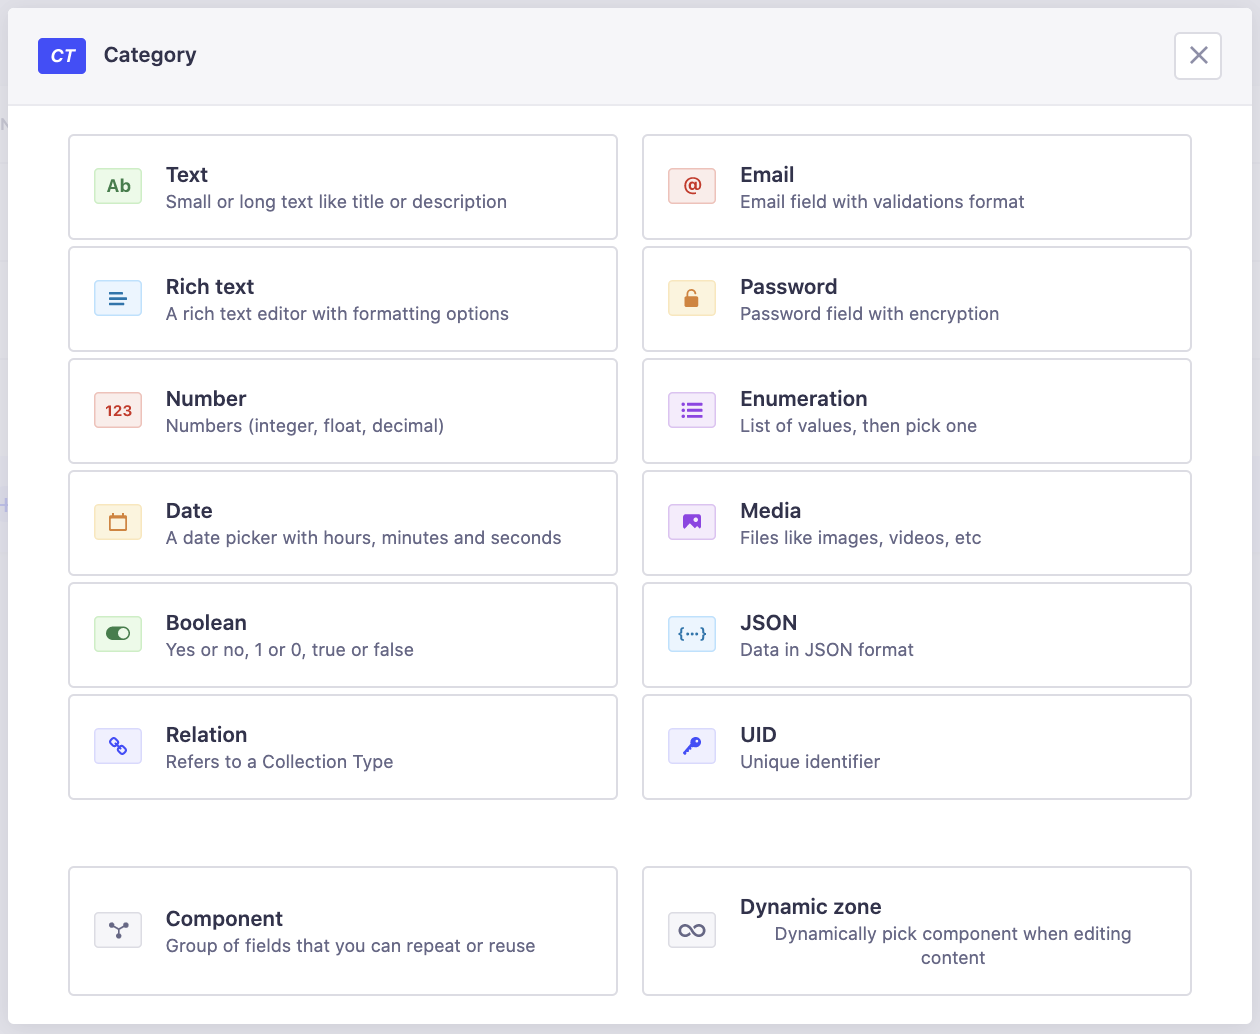 CT Category
Ab Text
Small or long text like title or description
@ Email
Email field with validations format
Rich text
A rich text editor with formatting options
Password
Password field with encryption
123 Number
Numbers (integer, float, decimal)
Enumeration
List of values, then pick one
Date
A date picker with hours, minutes and seconds
Media
Files like images, videos, etc
Boolean
Yes or no, 1 or 0, true or false
{···} JSON
Data in JSON format
Relation
Refers to a Collection Type
UID
Unique identifier
Component
Group of fields that you can repeat or reuse
Dynamic zone
Dynamically pick component when editing
content